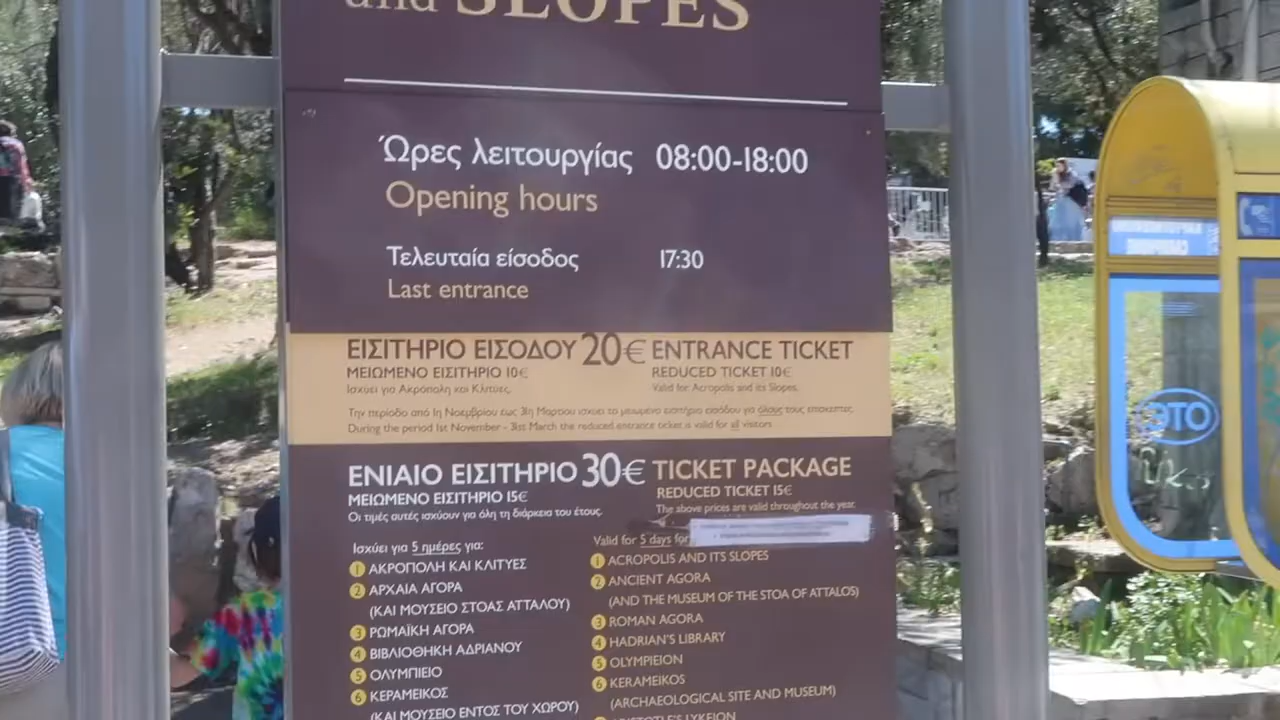 and SLOPES
Ώρες λειτουργίας 08:00-18:00
Opening hours
Τελευταία είσοδος 17:30
Last entrance
ΕΙΣΙΤΗΡΙΟ ΕΙΣΟΔΟΥ 20€ ENTRANCE TICKET
ΜΕΙΩΜΕΝΟ ΕΙΣΙΤΗΡΙΟ 10€ REDUCED TICKET 10€
Ισχύει για Ακρόπολη και Κλιτύες. Valid for Acropolis and its Slopes.
Την περίοδο από 1η Νοεμβρίου έως 31η Μαρτίου ισχύει το μειωμένο εισιτήριο εισόδου για όλους τους επισκέπτες.
During the period 1st November - 31st March the reduced entrance ticket is valid for all visitors
ΕΝΙΑΙΟ ΕΙΣΙΤΗΡΙΟ 30€ TICKET PACKAGE
ΜΕΙΩΜΕΝΟ ΕΙΣΙΤΗΡΙΟ 15€ REDUCED TICKET 15€
Οι τιμές αυτές ισχύουν για όλη τη διάρκεια του έτους. The above prices are valid throughout the year.
Ισχύει για 5 ημέρες για:
1 ΑΚΡΟΠΟΛΗ ΚΑΙ ΚΛΙΤΥΕΣ
2 ΑΡΧΑΙΑ ΑΓΟΡΑ
(ΚΑΙ ΜΟΥΣΕΙΟ ΣΤΟΑΣ ΑΤΤΑΛΟΥ)
3 ΡΩΜΑΪΚΗ ΑΓΟΡΑ
4 ΒΙΒΛΙΟΘΗΚΗ ΑΔΡΙΑΝΟΥ
5 ΟΛΥΜΠΙΕΙΟ
6 ΚΕΡΑΜΕΙΚΟΣ
(ΚΑΙ ΜΟΥΣΕΙΟ ΕΝΤΟΣ ΤΟΥ ΧΩΡΟΥ)
Valid for 5 days for
1 ACROPOLIS AND ITS SLOPES
2 ANCIENT AGORA
(AND THE MUSEUM OF THE STOA OF ATTALOS)
3 ROMAN AGORA
4 HADRIAN'S LIBRARY
5 OLYMPIEION
6 KERAMEIKOS
(ARCHAEOLOGICAL SITE AND MUSEUM)
ARISTOTLE'S LYKEION
ΟΤΕ